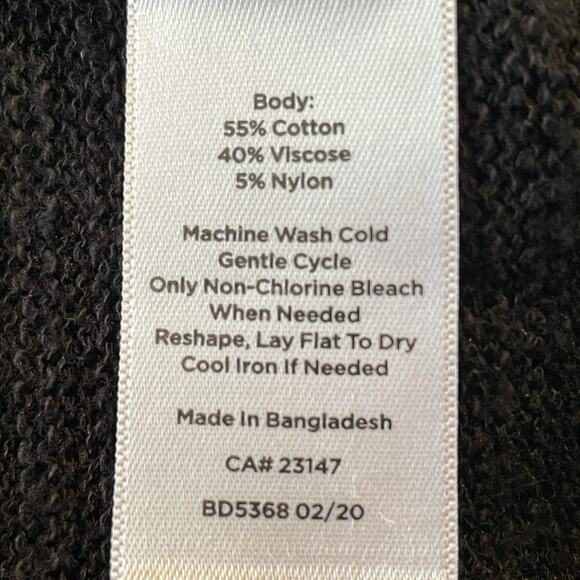 Body:
55% Cotton
40% Viscose
5% Nylon
Machine Wash Cold
Gentle Cycle
Only Non-Chlorine Bleach
When Needed
Reshape, Lay Flat To Dry
Cool Iron If Needed
Made In Bangladesh
CA# 23147
BD5368 02/20